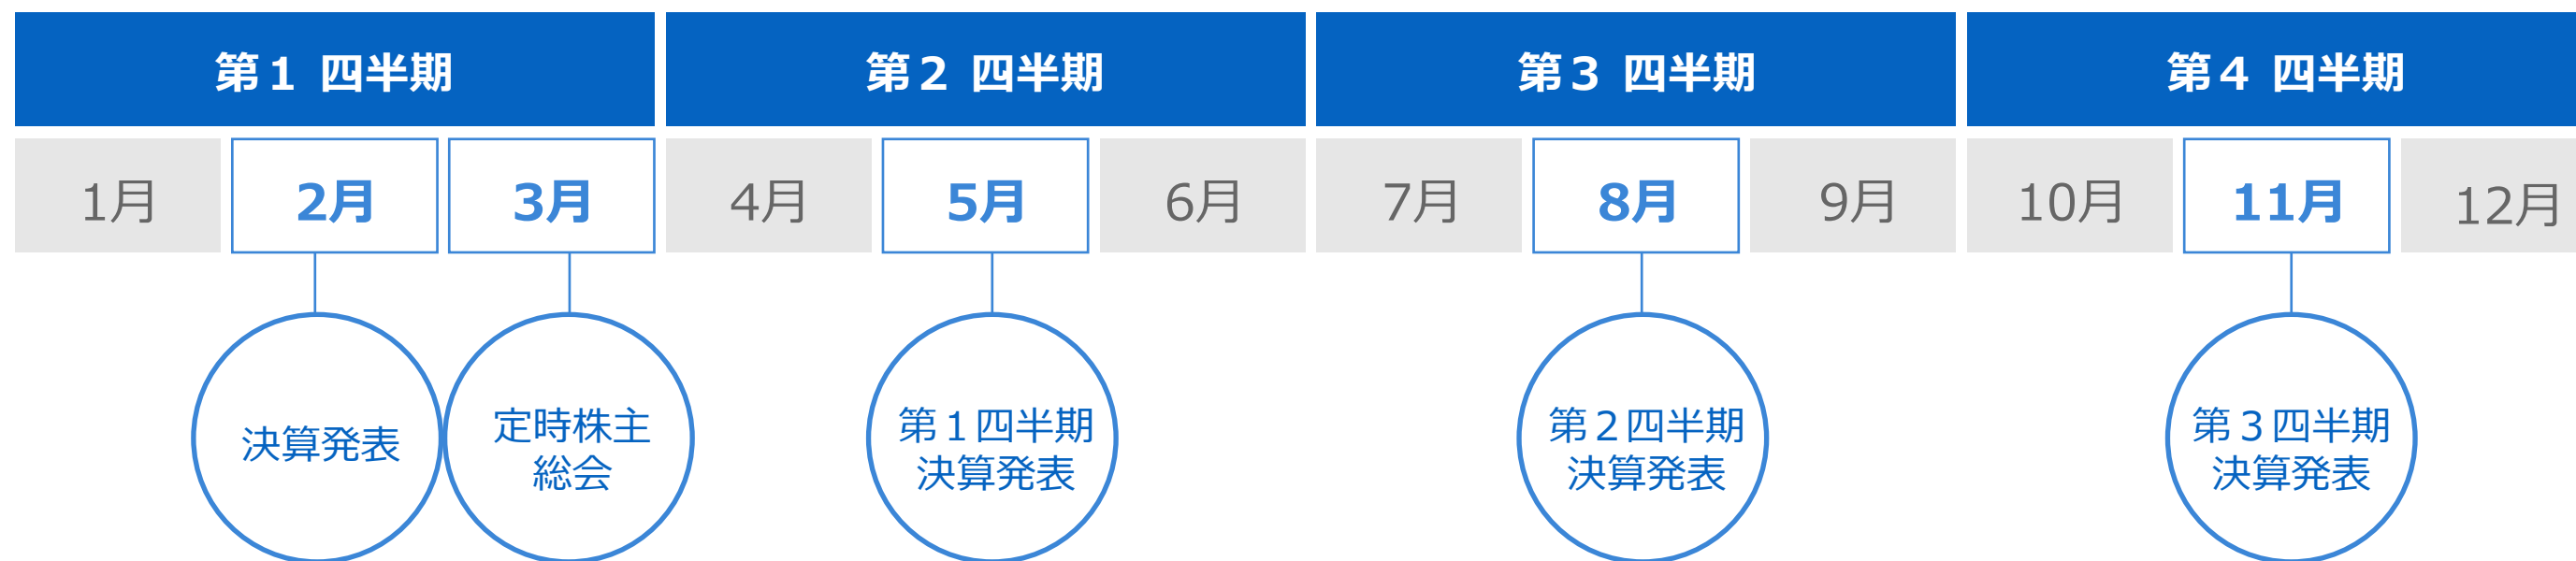 第１ 四半期
第２ 四半期
第３ 四半期
第４ 四半期
1月
2月
3月
4月
5月
6月
7月
8月
9月
10月
11月
12月
決算発表
定時株主
総会
第１四半期
決算発表
第２四半期
決算発表
第３四半期
決算発表